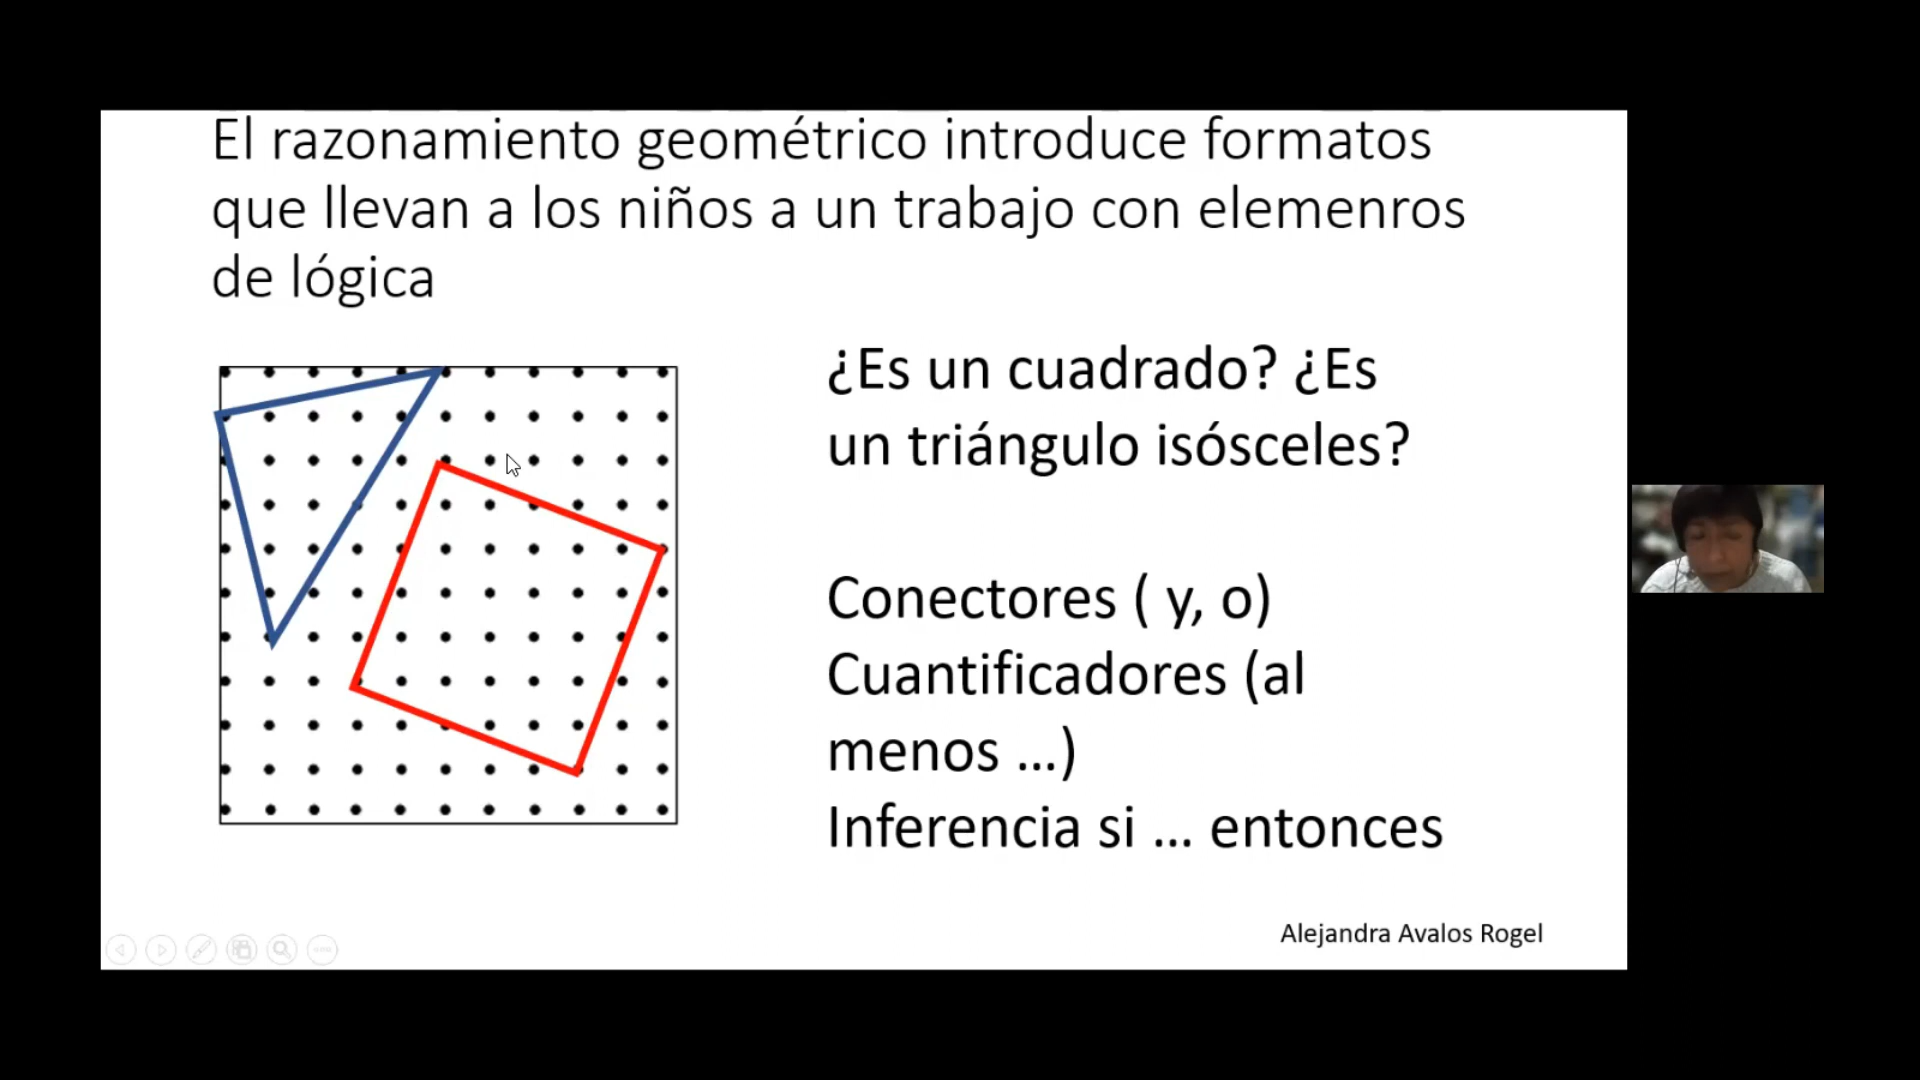 El razonamiento geométrico introduce formatos
que llevan a los niños a un trabajo con elemenros
de lógica
¿Es un cuadrado? ¿Es
un triángulo isósceles?
Conectores ( y, o)
Cuantificadores (al
menos ...)
Inferencia si ... entonces
Alejandra Avalos Rogel